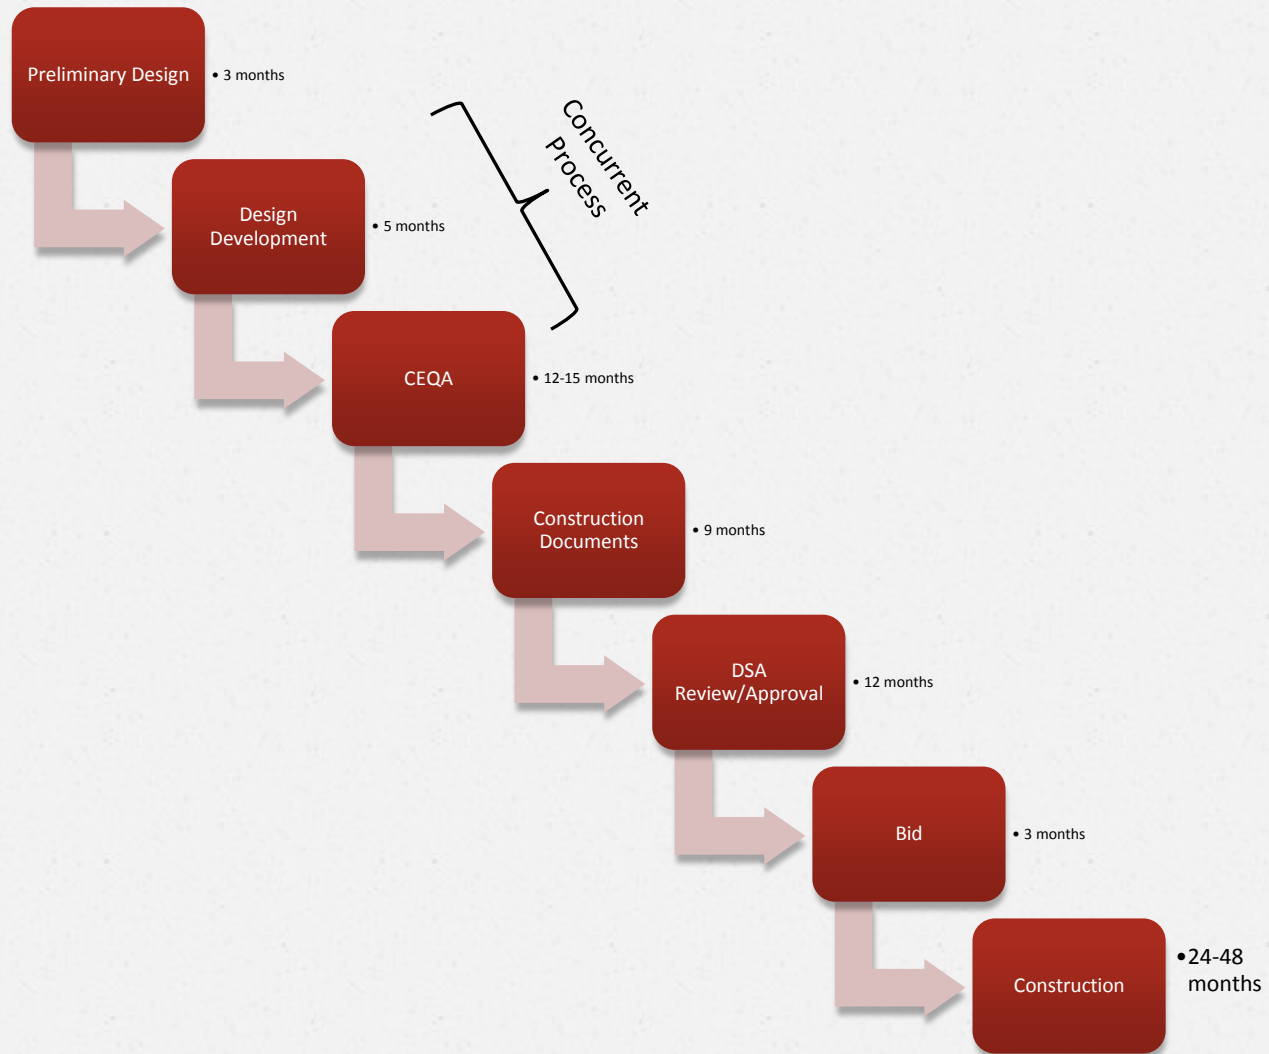 Preliminary Design
• 3 months
Concurrent
Process
Design
Development
• 5 months
CEQA
• 12-15 months
Construction
Documents
• 9 months
DSA
Review/Approval
• 12 months
Bid
• 3 months
Construction
•24-48
months